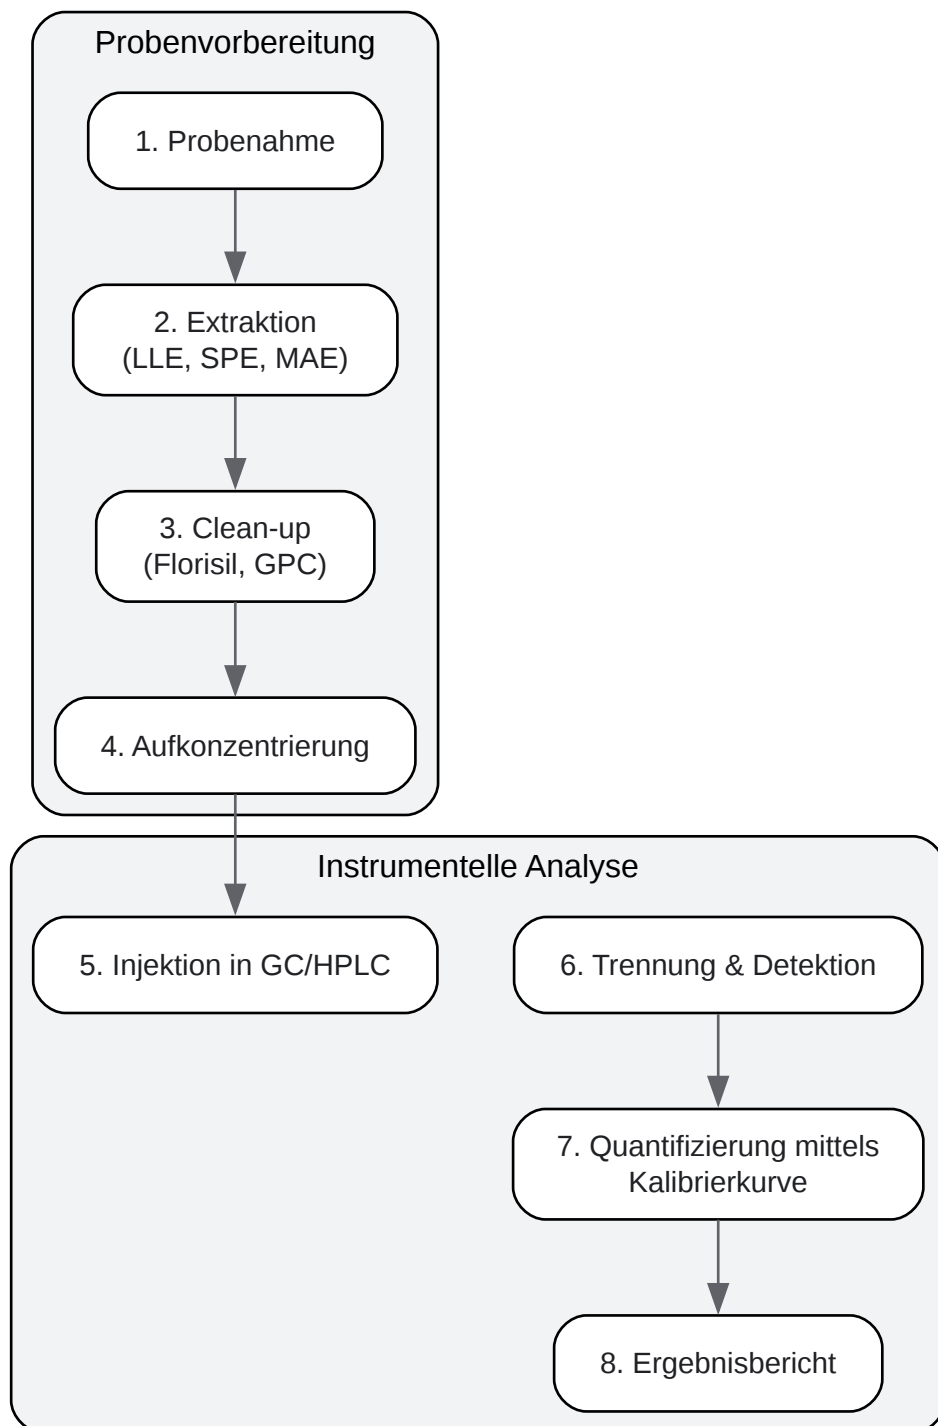 Probenvorbereitung
1. Probenahme
2. Extraktion
(LLE, SPE, MAE)
3. Clean-up
(Florisil, GPC)
4. Aufkonzentrierung
Instrumentelle Analyse
5. Injektion in GC/HPLC
6. Trennung & Detektion
7. Quantifizierung mittels
Kalibrierkurve
8. Ergebnisbericht